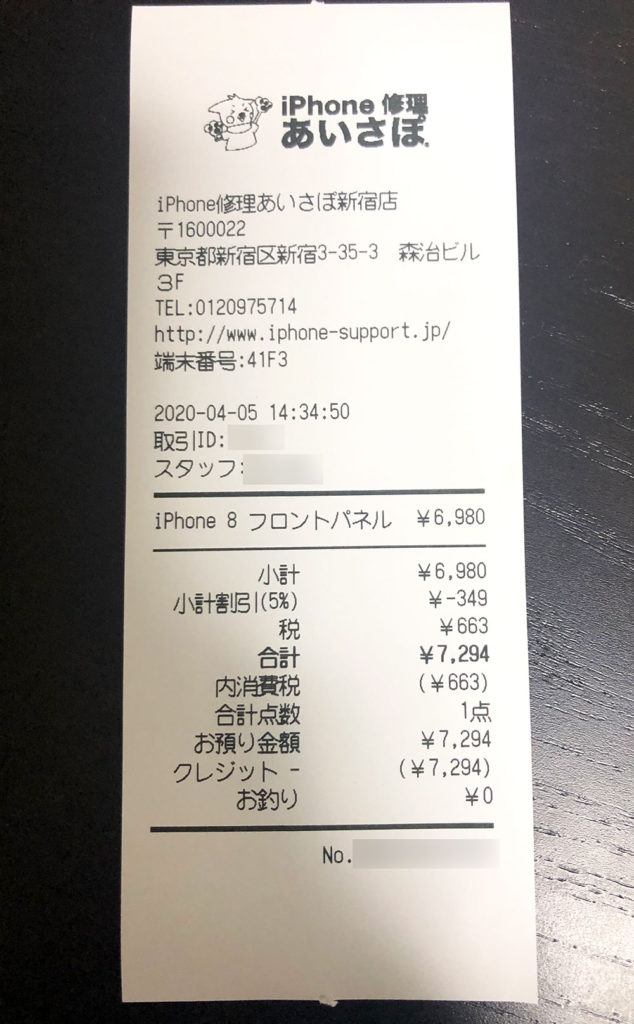 iPhone 修理
あいさぽ
iPhone修理あいさぽ新宿店
〒1600022
東京都新宿区新宿3-35-3 森治ビル
3F
TEL:0120975714
http://www.iphone-support.jp/
端末番号:41F3
2020-04-05 14:34:50
取引ID:
スタッフ:
iPhone 8 フロントパネル ¥6,980
小計 ¥6,980
小計割引(5%) ¥-349
税 ¥663
合計 ¥7,294
内消費税 (¥663)
合計点数 1点
お預り金額 ¥7,294
クレジット - (¥7,294)
お釣り ¥0
No.